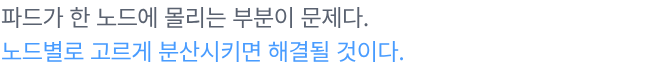 파드가 한 노드에 몰리는 부분이 문제다.
노드별로 고르게 분산시키면 해결될 것이다.